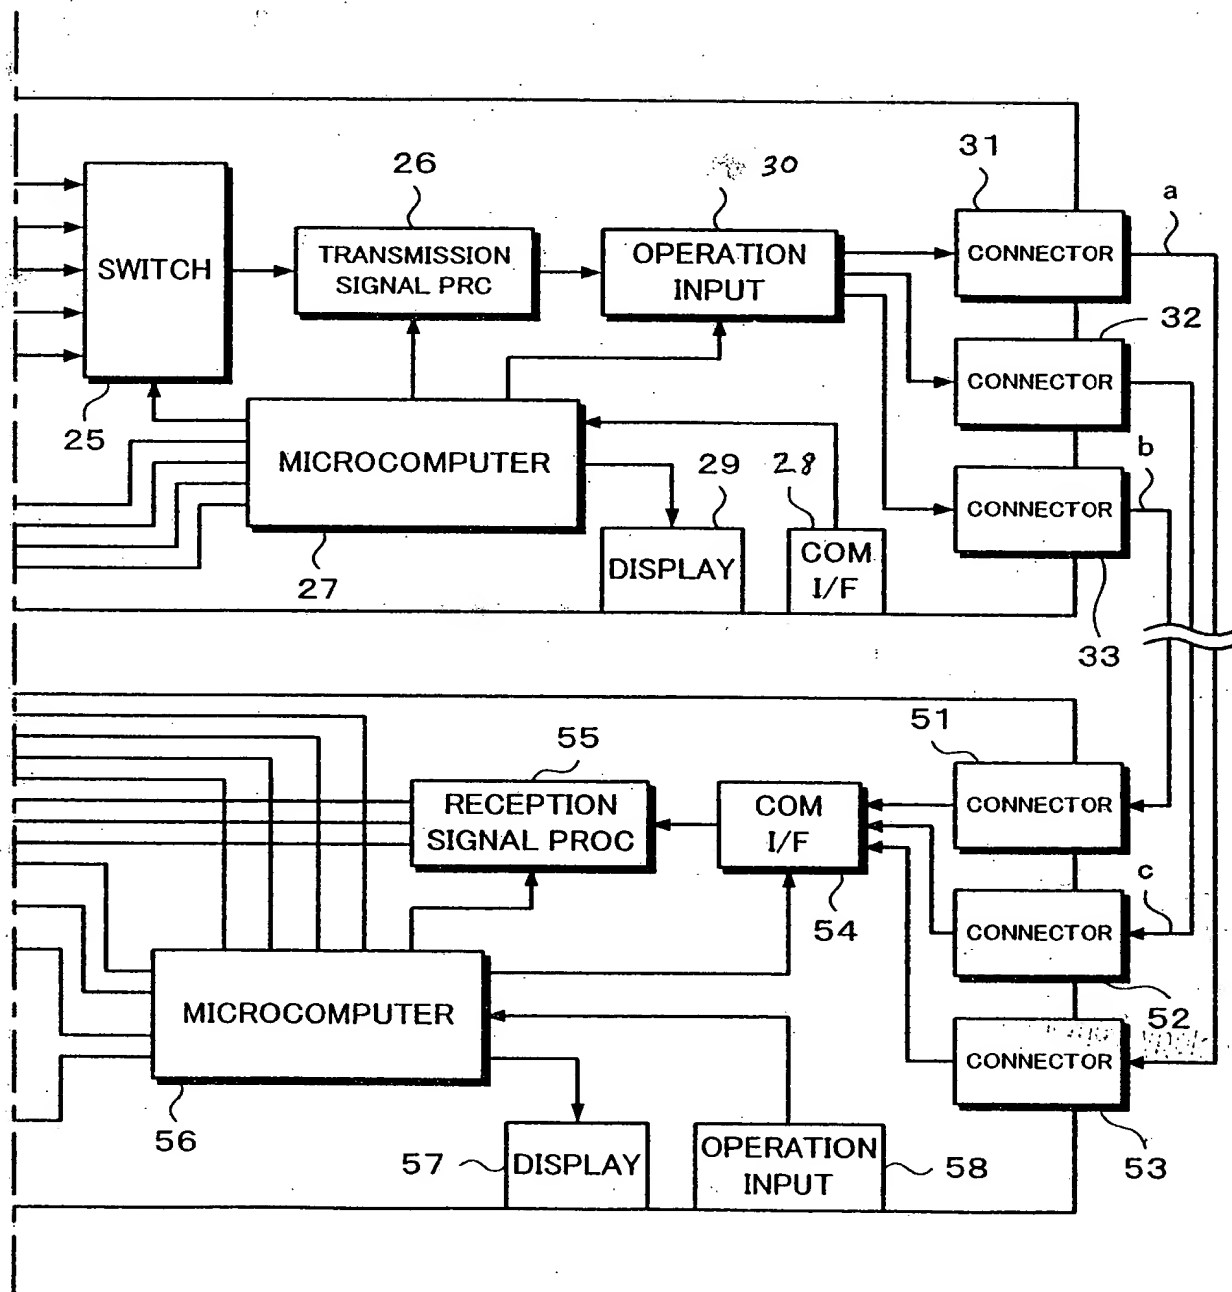 31
26
30
a
SWITCH
TRANSMISSION
SIGNAL PRC
OPERATION
INPUT
CONNECTOR
32
CONNECTOR
25
MICROCOMPUTER
29
28
b
CONNECTOR
27
DISPLAY
COM
I/F
33
51
55
RECEPTION
SIGNAL PROC
COM
I/F
CONNECTOR
c
54
CONNECTOR
MICROCOMPUTER
52
CONNECTOR
56
57
DISPLAY
OPERATION
INPUT
58
53